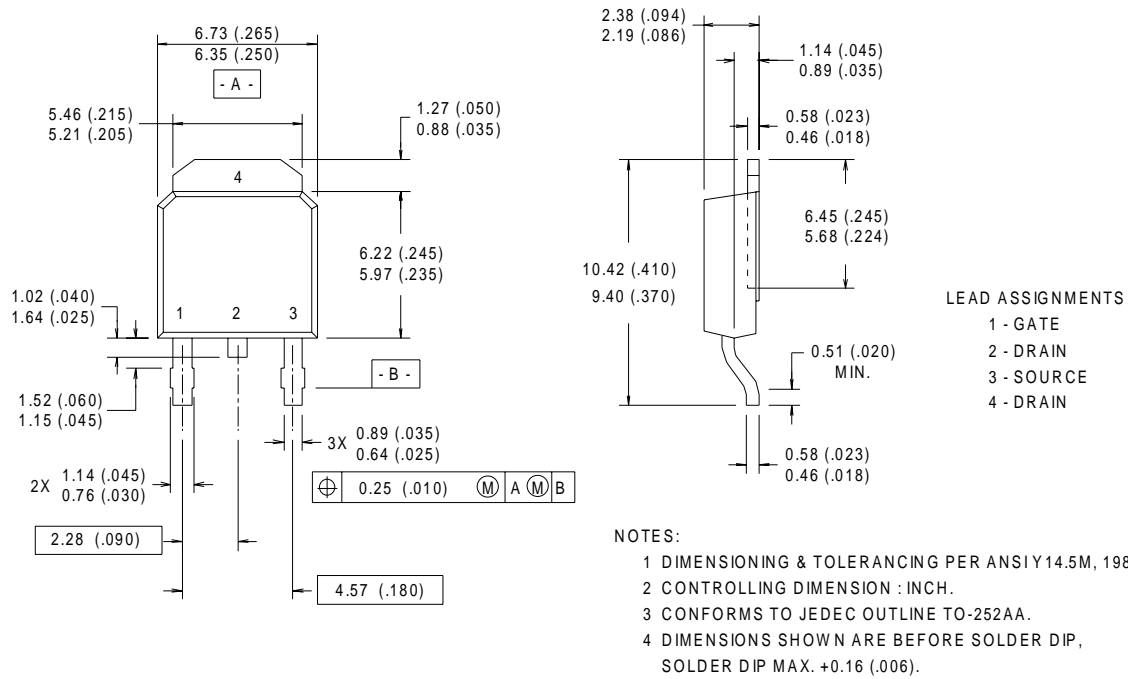 6.73 (.265)
6.35 (.250)
- A -
5.46 (.215)
5.21 (.205)
1.27 (.050)
0.88 (.035)
4
6.22 (.245)
5.97 (.235)
1.02 (.040)
1.64 (.025)
1 2 3
- B -
1.52 (.060)
1.15 (.045)
3X 0.89 (.035)
0.64 (.025)
2X 1.14 (.045)
0.76 (.030)
⌖ 0.25 (.010) Ⓜ A Ⓜ B
2.28 (.090)
4.57 (.180)
2.38 (.094)
2.19 (.086)
1.14 (.045)
0.89 (.035)
0.58 (.023)
0.46 (.018)
6.45 (.245)
5.68 (.224)
10.42 (.410)
9.40 (.370)
0.51 (.020)
MIN.
0.58 (.023)
0.46 (.018)
LEAD ASSIGNMENTS
1 - GATE
2 - DRAIN
3 - SOURCE
4 - DRAIN
NOTES:
1 DIMENSIONING & TOLERANCING PER ANSI Y14.5M, 198
2 CONTROLLING DIMENSION : INCH.
3 CONFORMS TO JEDEC OUTLINE TO-252AA.
4 DIMENSIONS SHOWN ARE BEFORE SOLDER DIP,
SOLDER DIP MAX. +0.16 (.006).